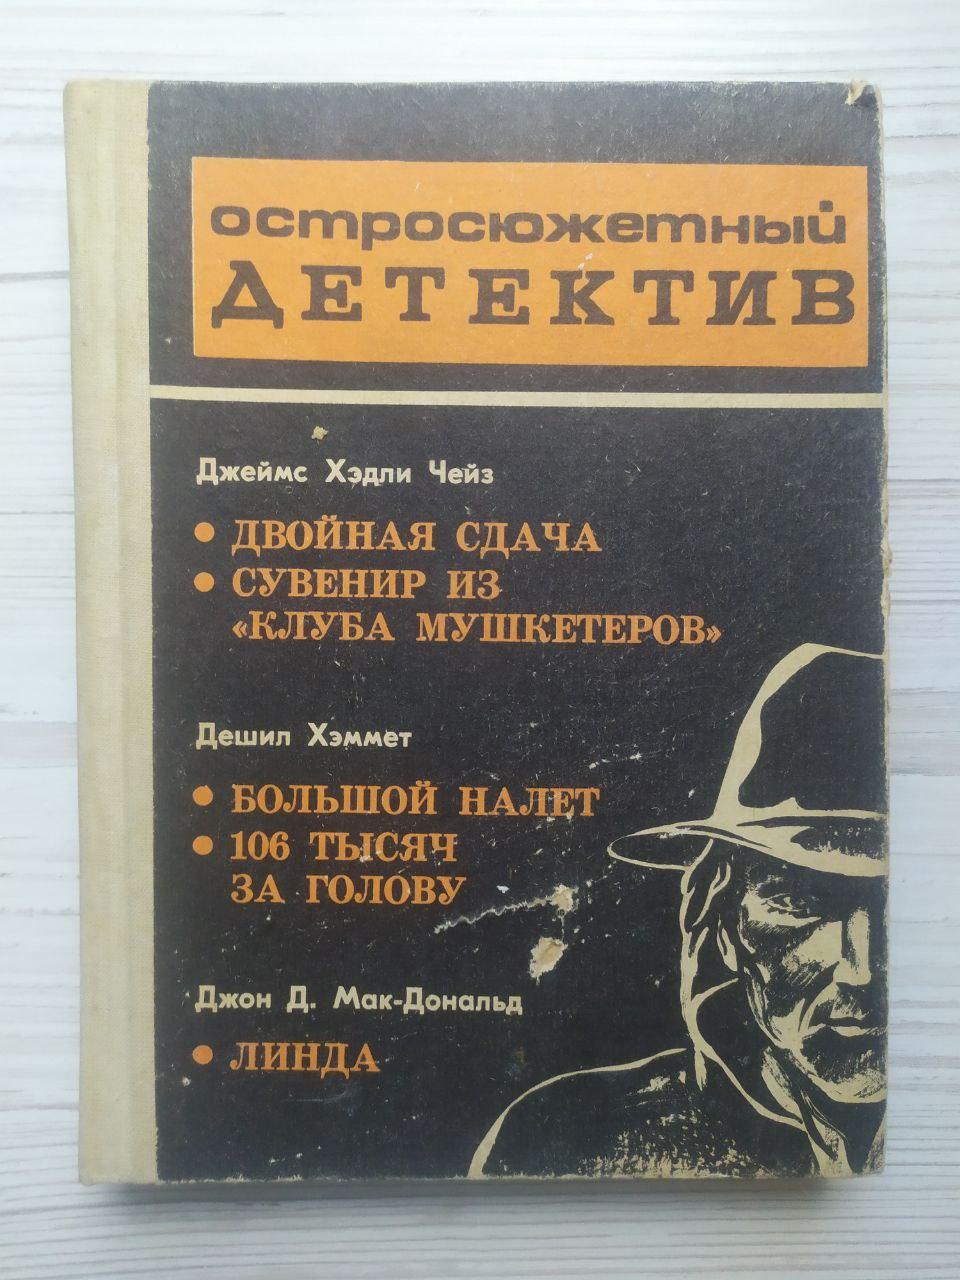 остросюжетный
ДЕТЕКТИВ
Джеймс Хэдли Чейз
• ДВОЙНАЯ СДАЧА
• СУВЕНИР ИЗ
«КЛУБА МУШКЕТЕРОВ»
Дешил Хэммет
• БОЛЬШОЙ НАЛЕТ
• 106 ТЫСЯЧ
ЗА ГОЛОВУ
Джон Д. Мак-Дональд
• ЛИНДА